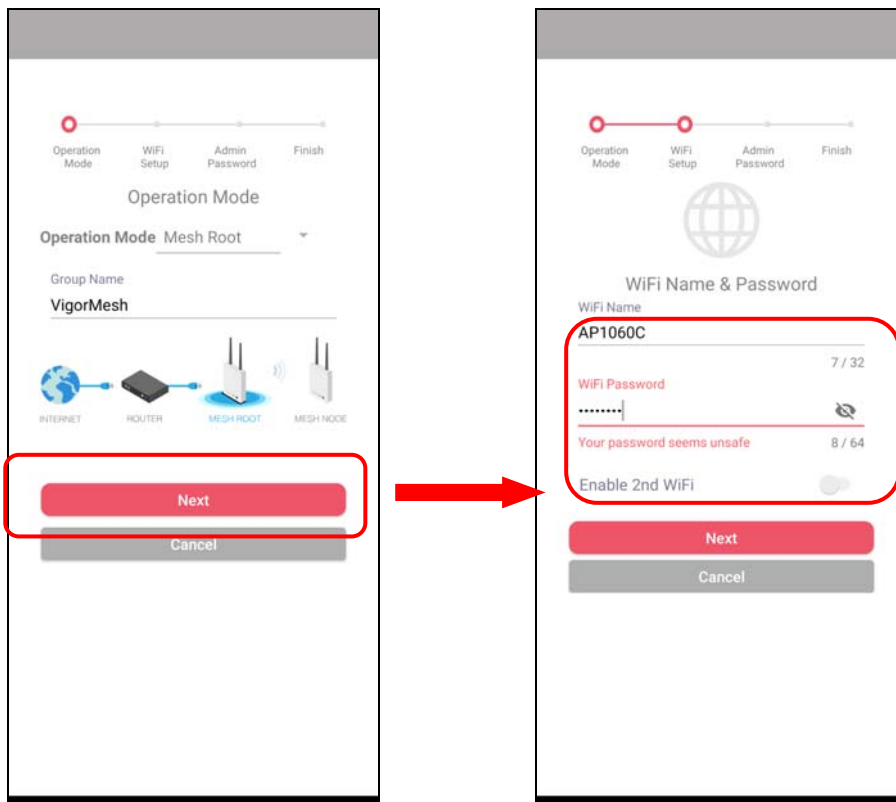 Operation Mode
WiFi Setup
Admin Password
Finish
Operation Mode
Operation Mode Mesh Root
Group Name
VigorMesh
INTERNET
ROUTER
MESH ROOT
MESH NODE
Next
Cancel
Operation Mode
WiFi Setup
Admin Password
Finish
WiFi Name & Password
WiFi Name
AP1060C
7 / 32
WiFi Password
••••••••
Your password seems unsafe 8 / 64
Enable 2nd WiFi
Next
Cancel